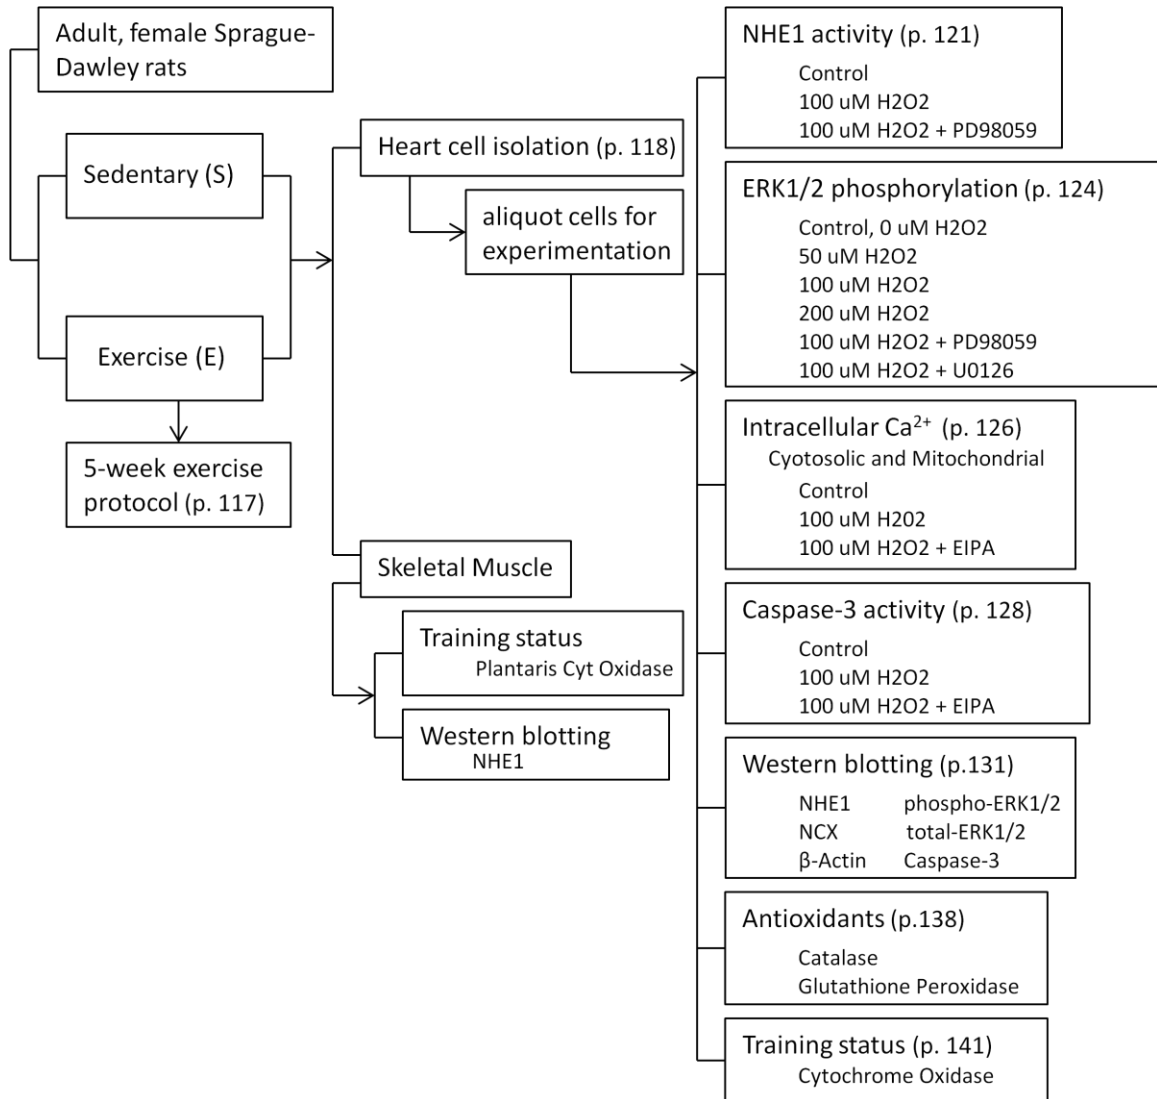 Adult, female Sprague-
Dawley rats
Sedentary (S)
Exercise (E)
5-week exercise
protocol (p. 117)
Heart cell isolation (p. 118)
aliquot cells for
experimentation
Skeletal Muscle
Training status
Plantaris Cyt Oxidase
Western blotting
NHE1
NHE1 activity (p. 121)
Control
100 uM H2O2
100 uM H2O2 + PD98059
ERK1/2 phosphorylation (p. 124)
Control, 0 uM H2O2
50 uM H2O2
100 uM H2O2
200 uM H2O2
100 uM H2O2 + PD98059
100 uM H2O2 + U0126
Intracellular Ca²⁺ (p. 126)
Cyotosolic and Mitochondrial
Control
100 uM H202
100 uM H2O2 + EIPA
Caspase-3 activity (p. 128)
Control
100 uM H2O2
100 uM H2O2 + EIPA
Western blotting (p.131)
NHE1 phospho-ERK1/2
NCX total-ERK1/2
β-Actin Caspase-3
Antioxidants (p.138)
Catalase
Glutathione Peroxidase
Training status (p. 141)
Cytochrome Oxidase